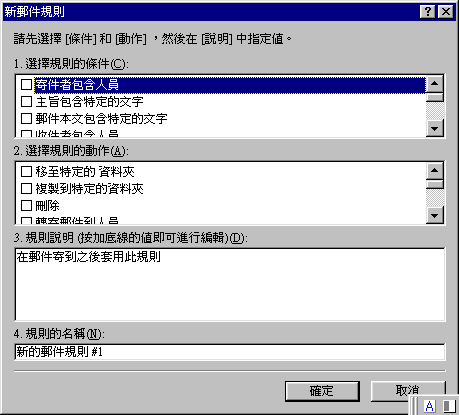 新郵件規則
請先選擇 [條件] 和 [動作] ，然後在 [說明] 中指定值。
1. 選擇規則的條件(C):
寄件者包含人員
主旨包含特定的文字
郵件本文包含特定的文字
收件者包含人員
2. 選擇規則的動作(A):
移至特定的 資料夾
複製到特定的資料夾
刪除
轉寄郵件到人員
3. 規則說明 (按加底線的值即可進行編輯)(D):
在郵件寄到之後套用此規則
4. 規則的名稱(N):
新的郵件規則 #1
確定
取消
A